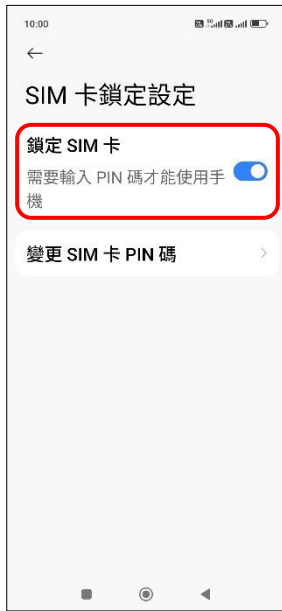 10:00
SIM 卡鎖定設定
鎖定 SIM 卡
需要輸入 PIN 碼才能使用手
機
變更 SIM 卡 PIN 碼